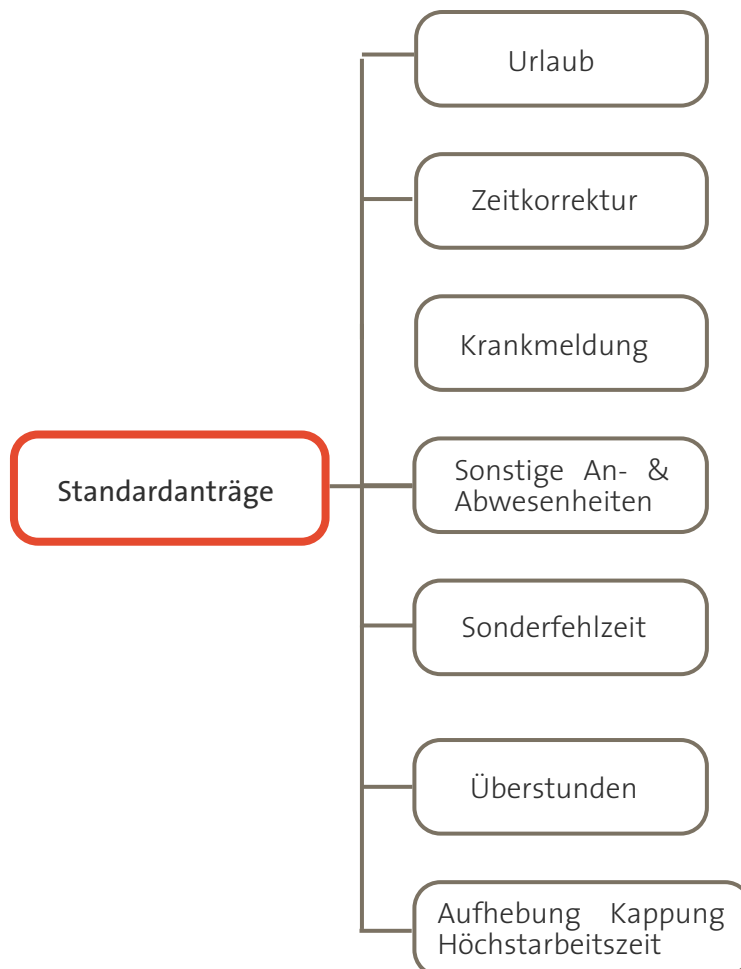 Urlaub
Zeitkorrektur
Krankmeldung
Standardanträge
Sonstige An- &
Abwesenheiten
Sonderfehlzeit
Überstunden
Aufhebung Kappung
Höchstarbeitszeit